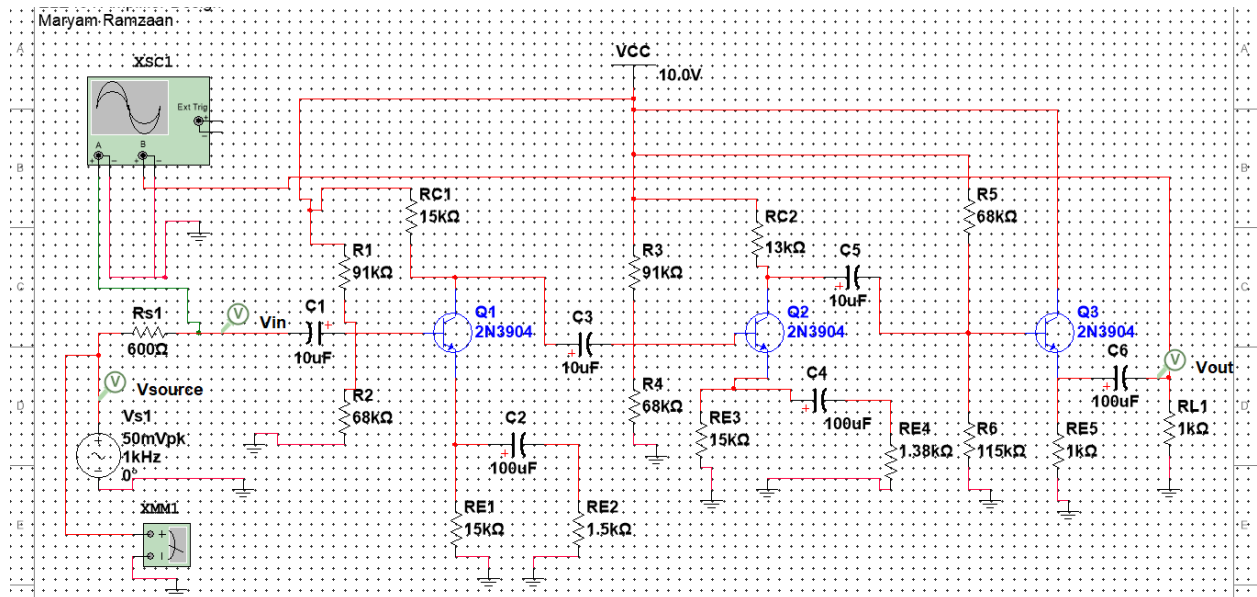 Maryam Ramzaan
XSC1
Ext Trig
+
A
B
VCC
10.0V
RC1
15kΩ
R1
91kΩ
R3
91kΩ
RC2
13kΩ
R5
68kΩ
C5
+
10uF
Rs1
600Ω
V
Vin
C1
+
10uF
Q1
2N3904
C3
+
10uF
Q2
2N3904
Q3
2N3904
C6
+
100uF
V
Vout
V
Vsource
Vs1
50mVpk
1kHz
0°
R2
68kΩ
C2
+
100uF
R4
68kΩ
C4
+
100uF
RE3
15kΩ
RE4
1.38kΩ
R6
115kΩ
RE5
1kΩ
RL1
1kΩ
RE1
15kΩ
RE2
1.5kΩ
XMM1
A
B
C
D
E
A
B
C
D
E